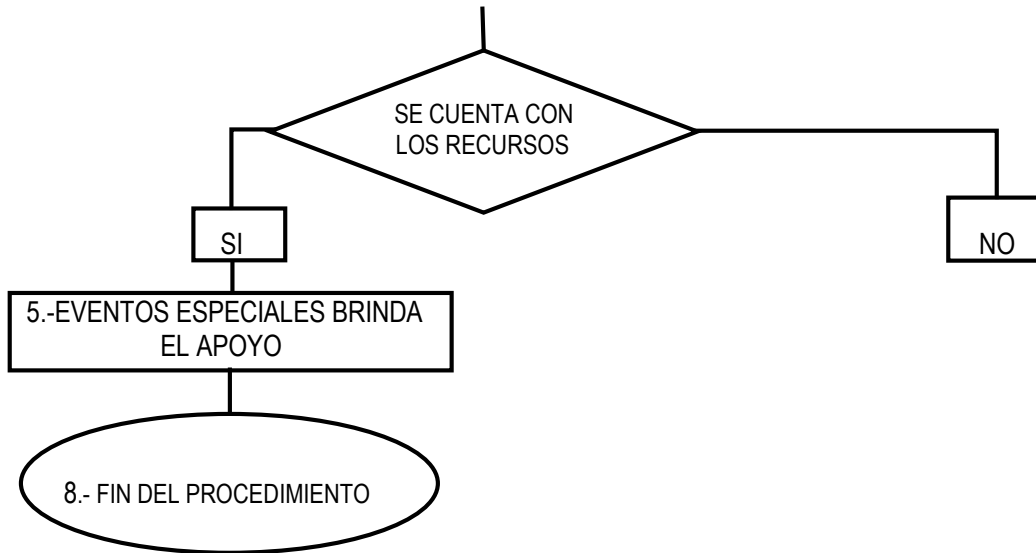 SE CUENTA CON
LOS RECURSOS
SI
NO
5.-EVENTOS ESPECIALES BRINDA
EL APOYO
8.- FIN DEL PROCEDIMIENTO